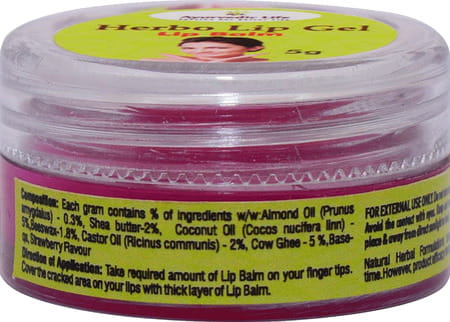 Ayurvedic Life
Herbo Lip Gel
Lip Balm
5g
Composition: Each gram contains % of Ingredients w/w:Almond Oil (Prunus
amygdalus) - 0.3%, Shea butter-2%, Coconut Oil (Cocos nucifera linn) -
5%,Beeswax-1.8%, Castor Oil (Ricinus communis) - 2%, Cow Ghee - 5 %,Base-
qs, Strawberry Flavour
Direction of Application: Take required amount of Lip Balm on your finger tips.
Cover the cracked area on your lips with thick layer of Lip Balm.
FOR EXTERNAL USE ONLY
Avoid the contact with eyes.
place & away from direct
Natural Herbal Formulation
time.However, product efficacy